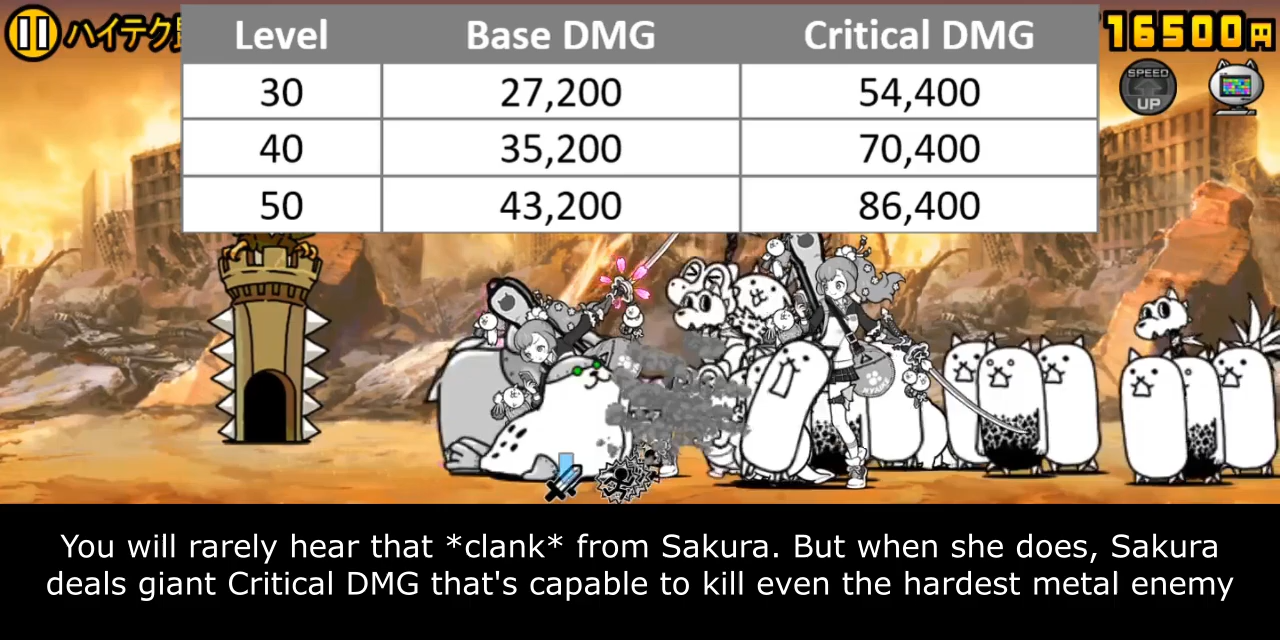 ハイテク
Level Base DMG Critical DMG
16500円
30 27,200 54,400
SPEED
UP
40 35,200 70,400
50 43,200 86,400
You will rarely hear that *clank* from Sakura. But when she does, Sakura
deals giant Critical DMG that's capable to kill even the hardest metal enemy